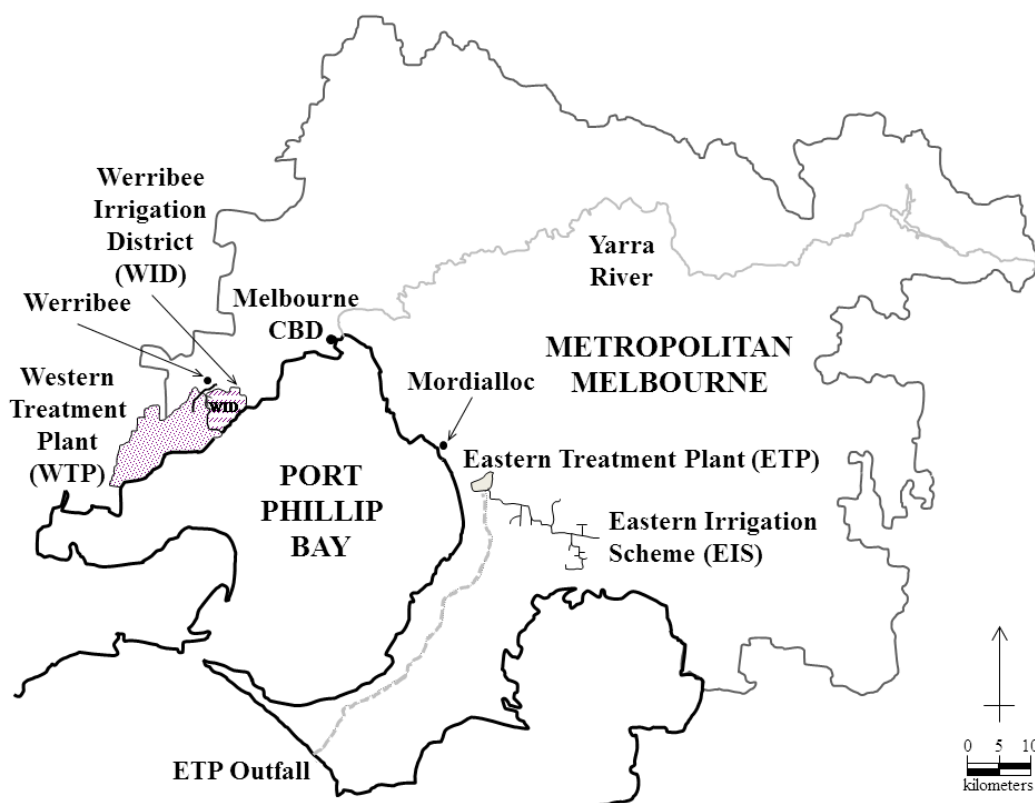 Werribee
Irrigation
District
(WID)
Yarra
River
Werribee
Melbourne
CBD
METROPOLITAN
MELBOURNE
Western
Treatment
Plant
(WTP)
WID
Mordialloc
Eastern Treatment Plant (ETP)
PORT
PHILLIP
BAY
Eastern Irrigation
Scheme (EIS)
ETP Outfall
0 5 10
kilometers